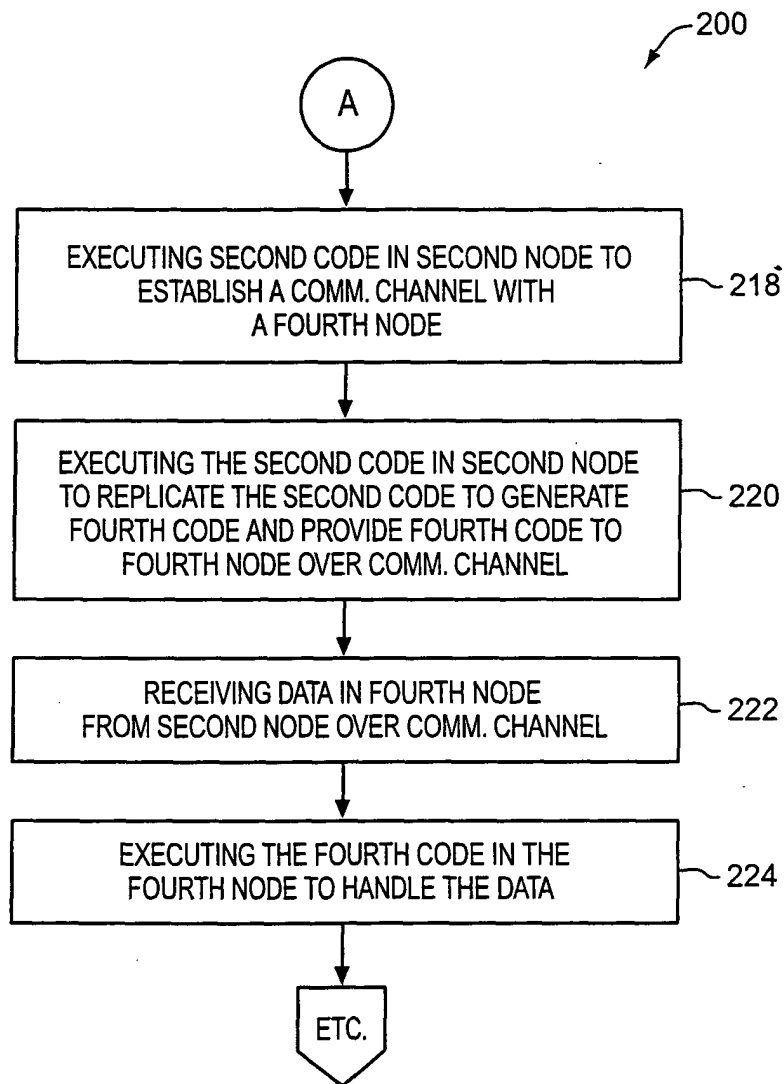 200
A
EXECUTING SECOND CODE IN SECOND NODE TO
ESTABLISH A COMM. CHANNEL WITH
A FOURTH NODE
218
EXECUTING THE SECOND CODE IN SECOND NODE
TO REPLICATE THE SECOND CODE TO GENERATE
FOURTH CODE AND PROVIDE FOURTH CODE TO
FOURTH NODE OVER COMM. CHANNEL
220
RECEIVING DATA IN FOURTH NODE
FROM SECOND NODE OVER COMM. CHANNEL
222
EXECUTING THE FOURTH CODE IN THE
FOURTH NODE TO HANDLE THE DATA
224
ETC.